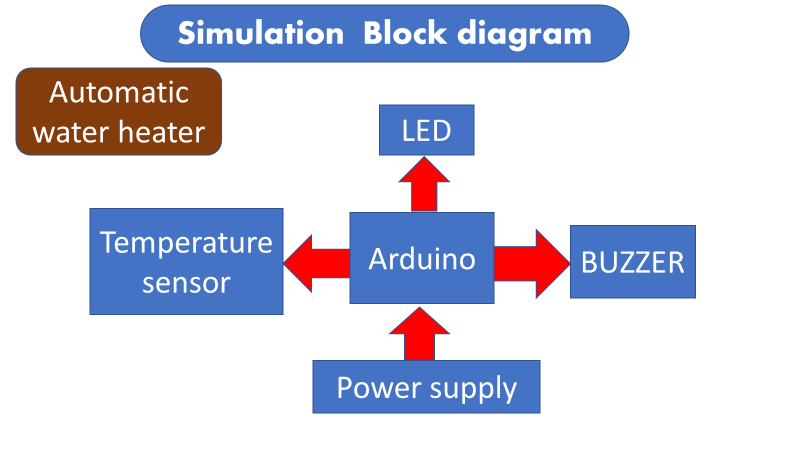 Simulation Block diagram
Automatic
water heater
LED
Temperature
sensor
Arduino
BUZZER
Power supply